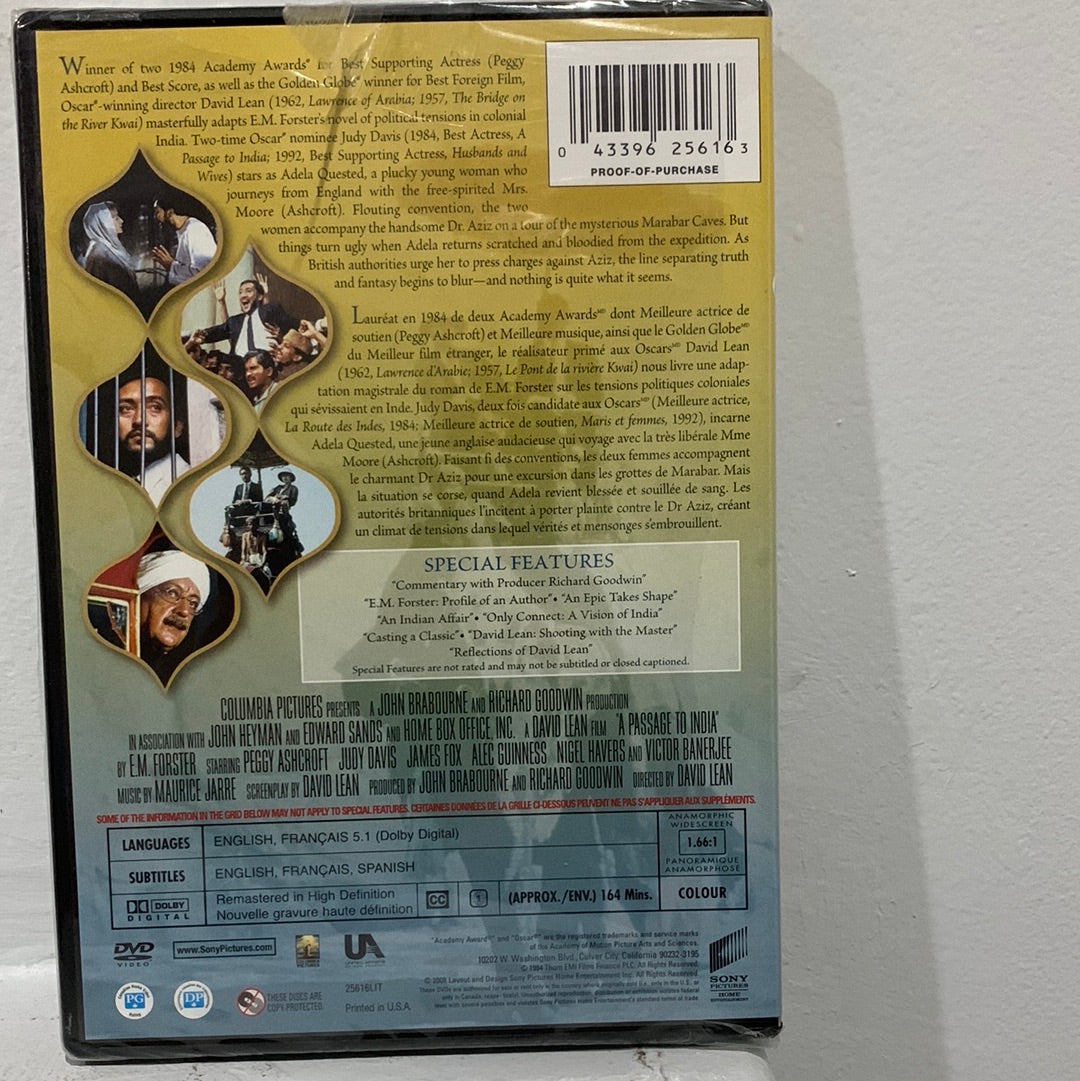 Winner of two 1984 Academy Awards® for Best Supporting Actress (Peggy
Ashcroft) and Best Score, as well as the Golden Globe® winner for Best Foreign Film,
Oscar®-winning director David Lean (1962, Lawrence of Arabia; 1957, The Bridge on
the River Kwai) masterfully adapts E.M. Forster's novel of political tensions in colonial
India. Two-time Oscar® nominee Judy Davis (1984, Best Actress, A
Passage to India; 1992, Best Supporting Actress, Husbands and
Wives) stars as Adela Quested, a plucky young woman who
journeys from England with the free-spirited Mrs.
Moore (Ashcroft). Flouting convention, the two
women accompany the handsome Dr. Aziz on a tour of the mysterious Marabar Caves. But
things turn ugly when Adela returns scratched and bloodied from the expedition. As
British authorities urge her to press charges against Aziz, the line separating truth
and fantasy begins to blur—and nothing is quite what it seems.
0 43396 25616 3
PROOF-OF-PURCHASE
Lauréat en 1984 de deux Academy Awards MD dont Meilleure actrice de
soutien (Peggy Ashcroft) et Meilleure musique, ainsi que le Golden Globe MD
du Meilleur film étranger, le réalisateur primé aux Oscars MD David Lean
(1962, Lawrence d'Arabie; 1957, Le Pont de la rivière Kwai) nous livre une adap-
tation magistrale du roman de E.M. Forster sur les tensions politiques coloniales
qui sévissaient en Inde. Judy Davis, deux fois candidate aux Oscars MD (Meilleure actrice,
La Route des Indes, 1984; Meilleure actrice de soutien, Maris et femmes, 1992), incarne
Adela Quested, une jeune anglaise audacieuse qui voyage avec la très libérale Mme
Moore (Ashcroft). Faisant fi des conventions, les deux femmes accompagnent
le charmant Dr Aziz pour une excursion dans les grottes de Marabar. Mais
la situation se corse, quand Adela revient blessée et souillée de sang. Les
autorités britanniques l'incitent à porter plainte contre le Dr Aziz, créant
un climat de tensions dans lequel vérités et mensonges s'embrouillent.
SPECIAL FEATURES
"Commentary with Producer Richard Goodwin"
"E.M. Forster: Profile of an Author" • "An Epic Takes Shape"
"An Indian Affair" • "Only Connect: A Vision of India"
"Casting a Classic" • "David Lean: Shooting with the Master"
"Reflections of David Lean"
Special Features are not rated and may not be subtitled or closed captioned.
COLUMBIA PICTURES PRESENTS A JOHN BRABOURNE AND RICHARD GOODWIN PRODUCTION
IN ASSOCIATION WITH JOHN HEYMAN AND EDWARD SANDS AND HOME BOX OFFICE, INC. A DAVID LEAN FILM "A PASSAGE TO INDIA"
BY E.M. FORSTER STARRING PEGGY ASHCROFT JUDY DAVIS JAMES FOX ALEC GUINNESS NIGEL HAVERS AND VICTOR BANERJEE
MUSIC BY MAURICE JARRE SCREENPLAY BY DAVID LEAN PRODUCED BY JOHN BRABOURNE AND RICHARD GOODWIN DIRECTED BY DAVID LEAN
SOME OF THE INFORMATION IN THE GRID BELOW MAY NOT APPLY TO SPECIAL FEATURES. CERTAINES DONNEES DE LA GRILLE CI-DESSOUS PEUVENT NE PAS S'APPLIQUER AUX SUPPLÉMENTS.
LANGUAGES ENGLISH, FRANÇAIS 5.1 (Dolby Digital)
SUBTITLES ENGLISH, FRANÇAIS, SPANISH
ANAMORPHIC
WIDESCREEN
1.66:1
PANORAMIQUE
ANAMORPHOSÉ
DOLBY
DIGITAL
Remastered in High Definition
Nouvelle gravure haute définition
CC
(APPROX./ENV.) 164 Mins.
COLOUR
DVD
VIDEO
www.SonyPictures.com
COLUMBIA
PICTURES
UA
"Academy Award®" and "Oscar®" are the registered trademarks and service marks
of the Academy of Motion Picture Arts and Sciences.
10202 W. Washington Blvd., Culver City, California 90232-3195
© 1984 Thorn EMI Films Finance PLC. All Rights Reserved.
© 2008 Layout and Design Sony Pictures Home Entertainment Inc. All Rights Reserved.
SONY
PICTURES
HOME
ENTERTAINMENT
PG
DP
THESE DISCS ARE
COPY-PROTECTED
25616LIT
Printed in U.S.A.